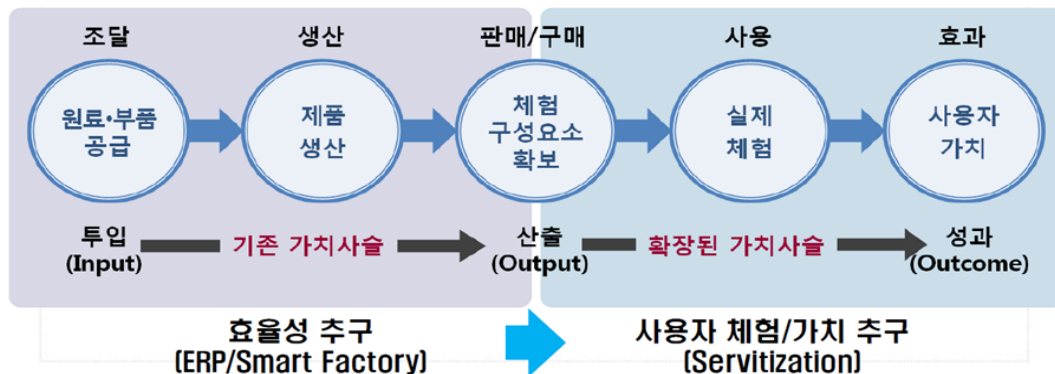 조달
생산
판매/구매
사용
효과
원료•부품
공급
제품
생산
체험
구성요소
확보
실제
체험
사용자
가치
투입
(Input)
기존 가치사슬
산출
(Output)
확장된 가치사슬
성과
(Outcome)
효율성 추구
(ERP/Smart Factory)
사용자 체험/가치 추구
(Servitization)